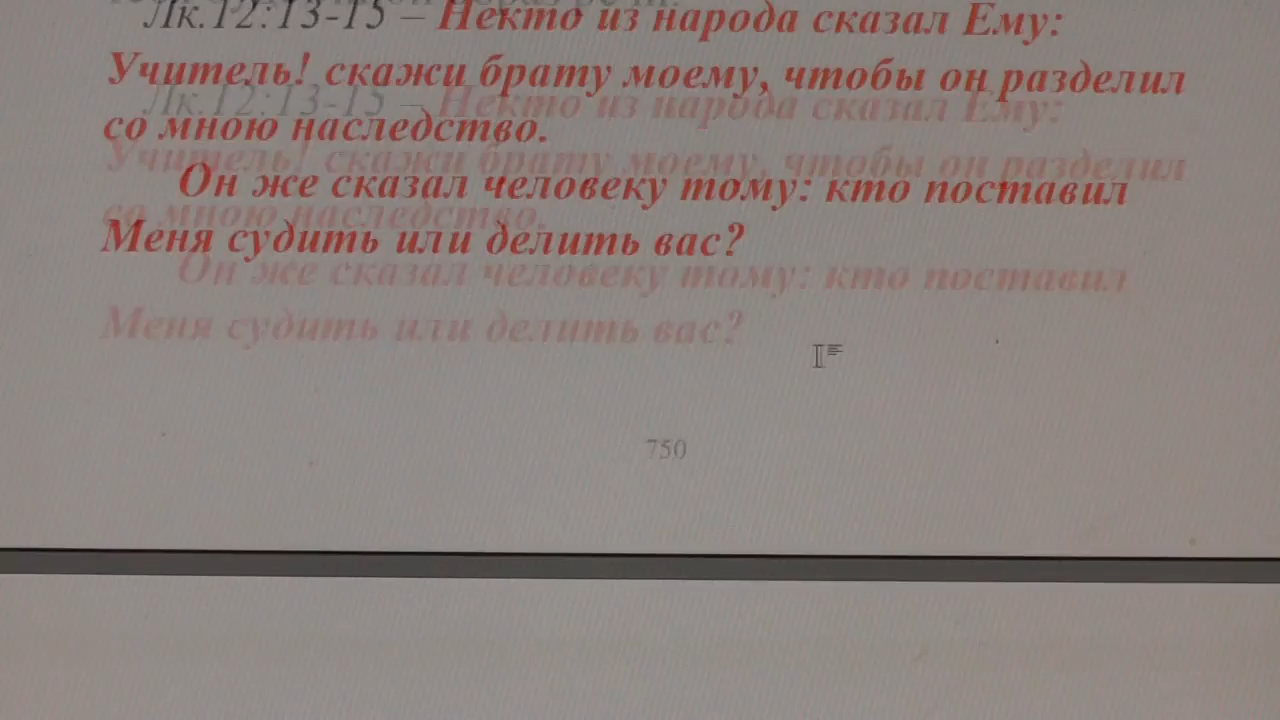 Лк.12:13-15 – Некто из народа сказал Ему:
Учитель! скажи брату моему, чтобы он разделил
со мною наследство.
Он же сказал человеку тому: кто поставил
Меня судить или делить вас?
750